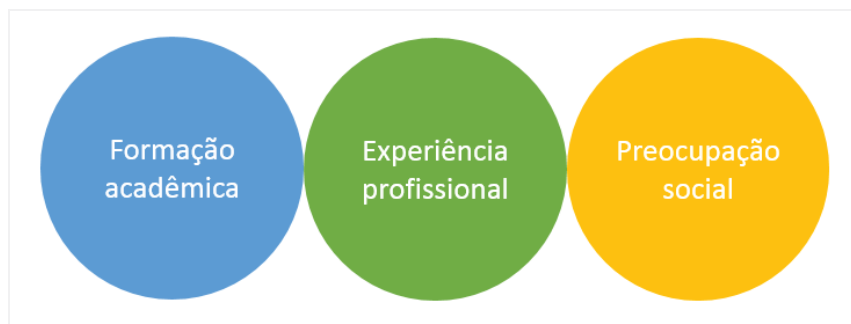 Formação
acadêmica
Experiência
profissional
Preocupação
social